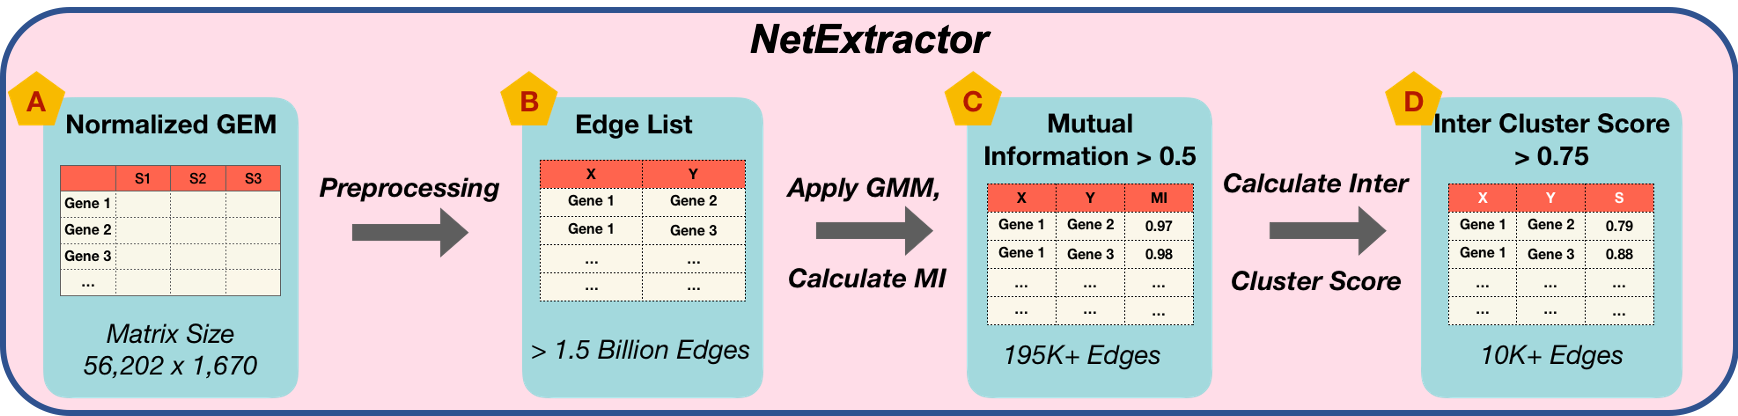 NetExtractor
A
Normalized GEM
S1 S2 S3
Gene 1
Gene 2
Gene 3
...
Matrix Size
56,202 x 1,670
Preprocessing
B
Edge List
X Y
Gene 1 Gene 2
Gene 1 Gene 3
... ...
... ...
> 1.5 Billion Edges
Apply GMM,
Calculate MI
C
Mutual
Information > 0.5
X Y MI
Gene 1 Gene 2 0.97
Gene 1 Gene 3 0.98
... ... ...
... ... ...
195K+ Edges
Calculate Inter
Cluster Score
D
Inter Cluster Score
> 0.75
X Y S
Gene 1 Gene 2 0.79
Gene 1 Gene 3 0.88
... ... ...
... ... ...
10K+ Edges